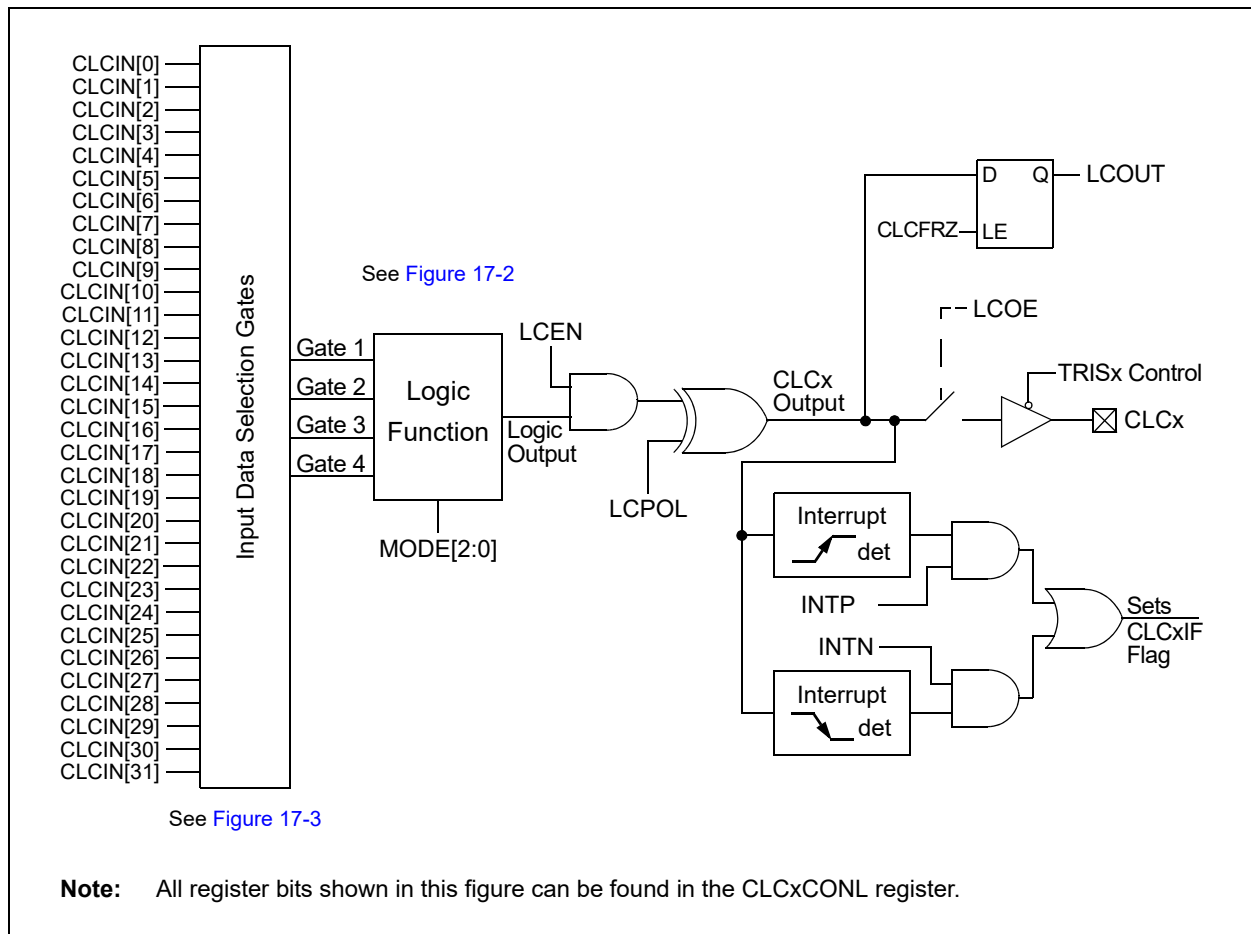 CLCIN[0]
CLCIN[1]
CLCIN[2]
CLCIN[3]
CLCIN[4]
CLCIN[5]
CLCIN[6]
CLCIN[7]
CLCIN[8]
CLCIN[9]
CLCIN[10]
CLCIN[11]
CLCIN[12]
CLCIN[13]
CLCIN[14]
CLCIN[15]
CLCIN[16]
CLCIN[17]
CLCIN[18]
CLCIN[19]
CLCIN[20]
CLCIN[21]
CLCIN[22]
CLCIN[23]
CLCIN[24]
CLCIN[25]
CLCIN[26]
CLCIN[27]
CLCIN[28]
CLCIN[29]
CLCIN[30]
CLCIN[31]
Input Data Selection Gates
See Figure 17-3
Gate 1
Gate 2
Gate 3
Gate 4
See Figure 17-2
Logic
Function
MODE[2:0]
Logic
Output
LCEN
LCPOL
CLCx
Output
D Q
LE
LCOUT
CLCFRZ
LCOE
TRISx Control
CLCx
Interrupt
det
INTP
INTN
Interrupt
det
Sets
CLCxIF
Flag
Note: All register bits shown in this figure can be found in the CLCxCONL register.